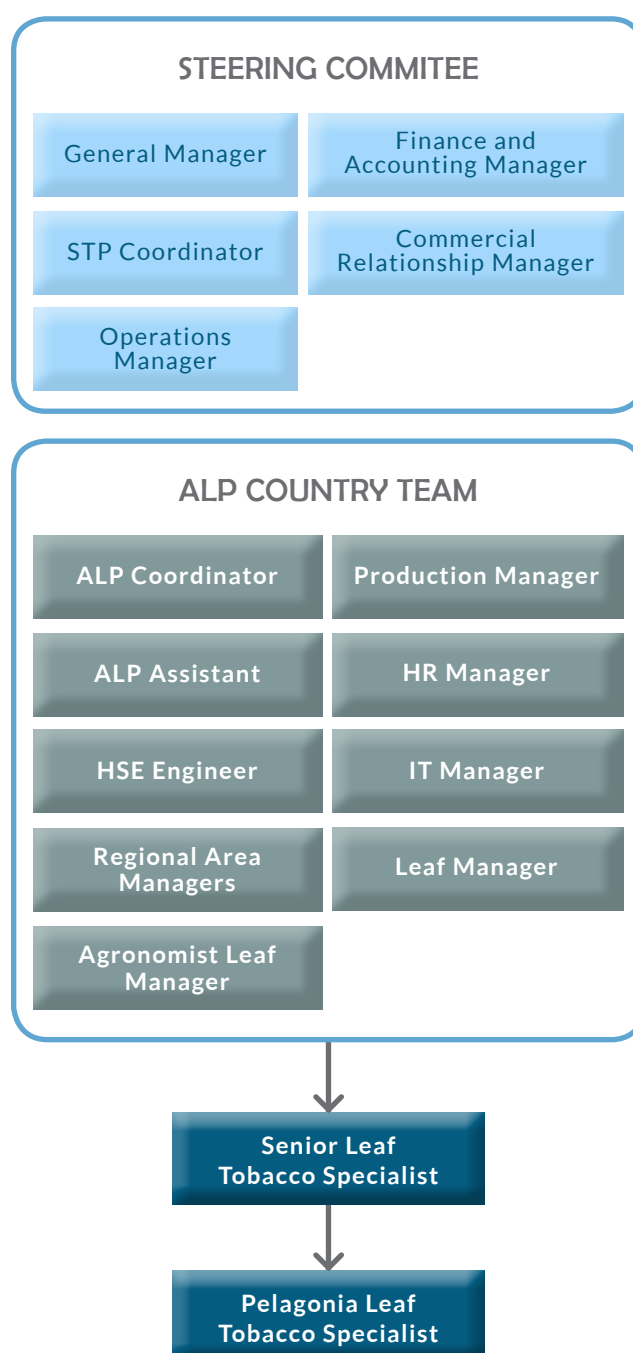 STEERING COMMITEE
General Manager
Finance and
Accounting Manager
STP Coordinator
Commercial
Relationship Manager
Operations
Manager
ALP COUNTRY TEAM
ALP Coordinator
Production Manager
ALP Assistant
HR Manager
HSE Engineer
IT Manager
Regional Area
Managers
Leaf Manager
Agronomist Leaf
Manager
Senior Leaf
Tobacco Specialist
Pelagonia Leaf
Tobacco Specialist